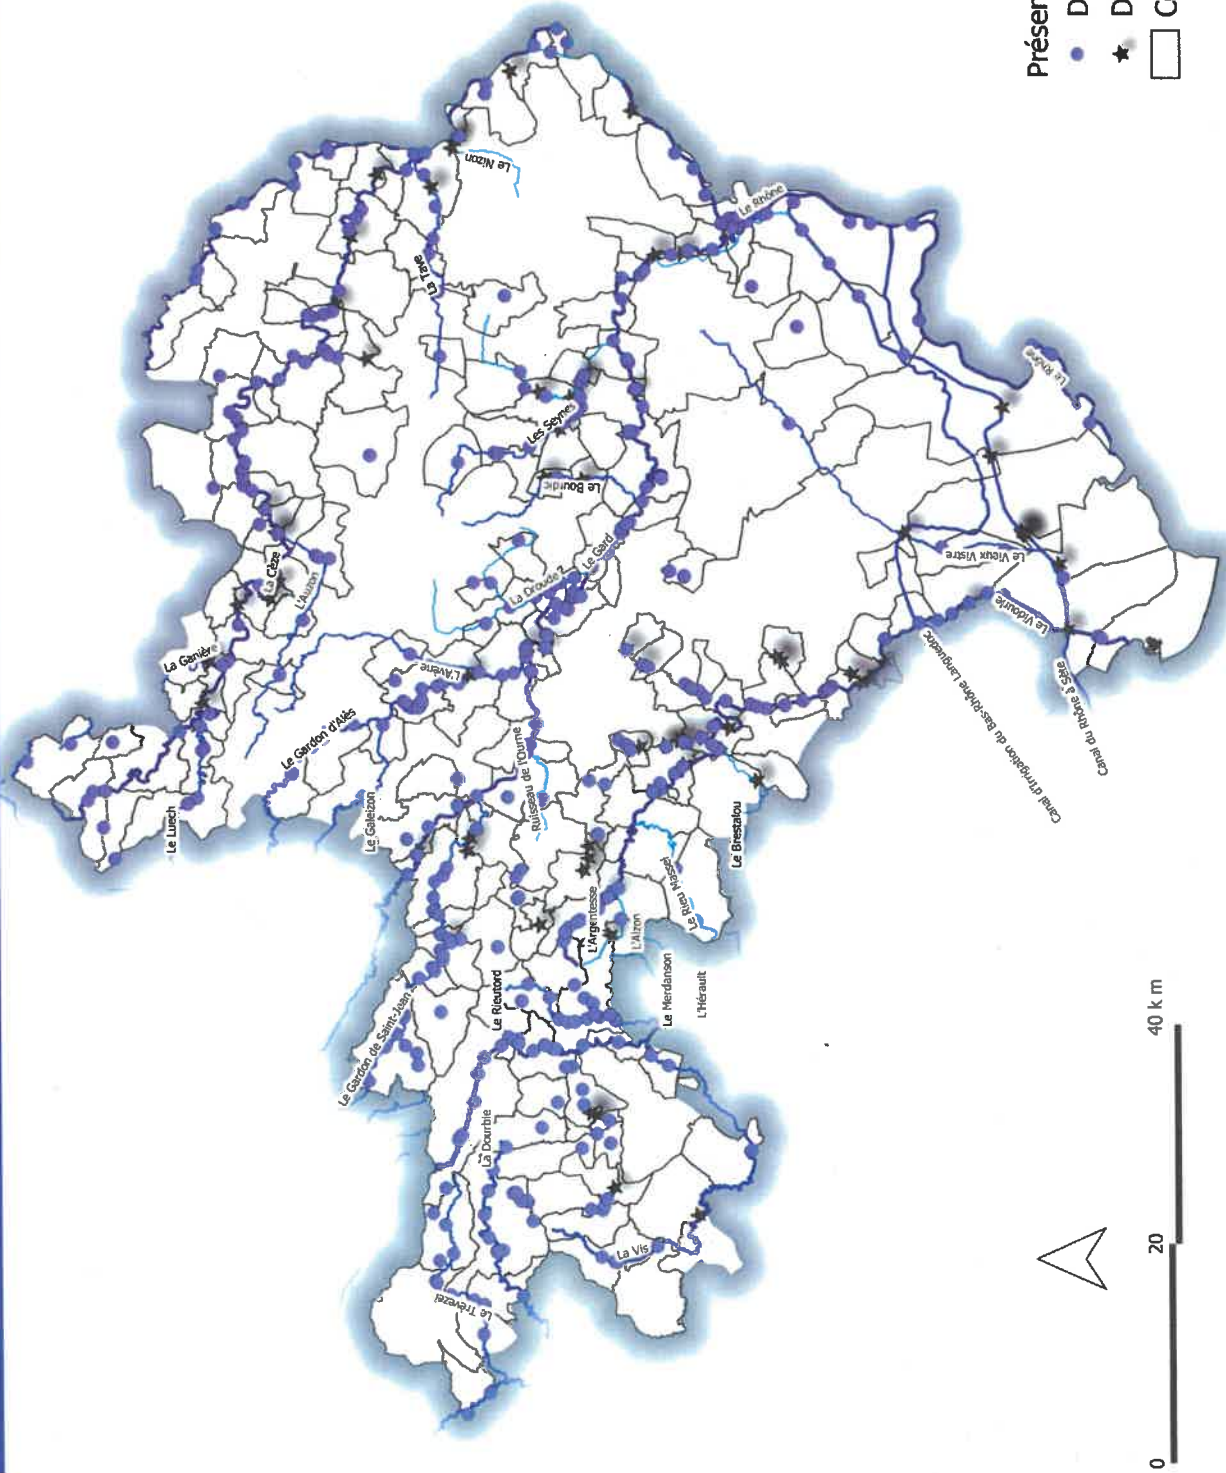 Présen
D
D
C
Le Nizon
La Tave
Le Rhône
Les Seynes
Le Bourdic
La Cèze
L'Auzon
La Ganière
La Droude
Le Gard
L'Avène
Le Gardon d'Alès
Le Luech
Le Galeizon
Ruisseau de l'Ourne
Le Rhône
Le Vieux Vistre
Le Vidourle
Canal du Rhône à Sète
Canal d'Irrigation du Bas-Rhône Languedoc
Le Brestalou
Le Rieu Massel
L'Argentesse
L'Alzon
Le Merdanson
L'Hérault
Le Rieutord
Le Gardon de Saint-Jean
La Dourbie
La Vis
Le Trévezel
0 20 40 km